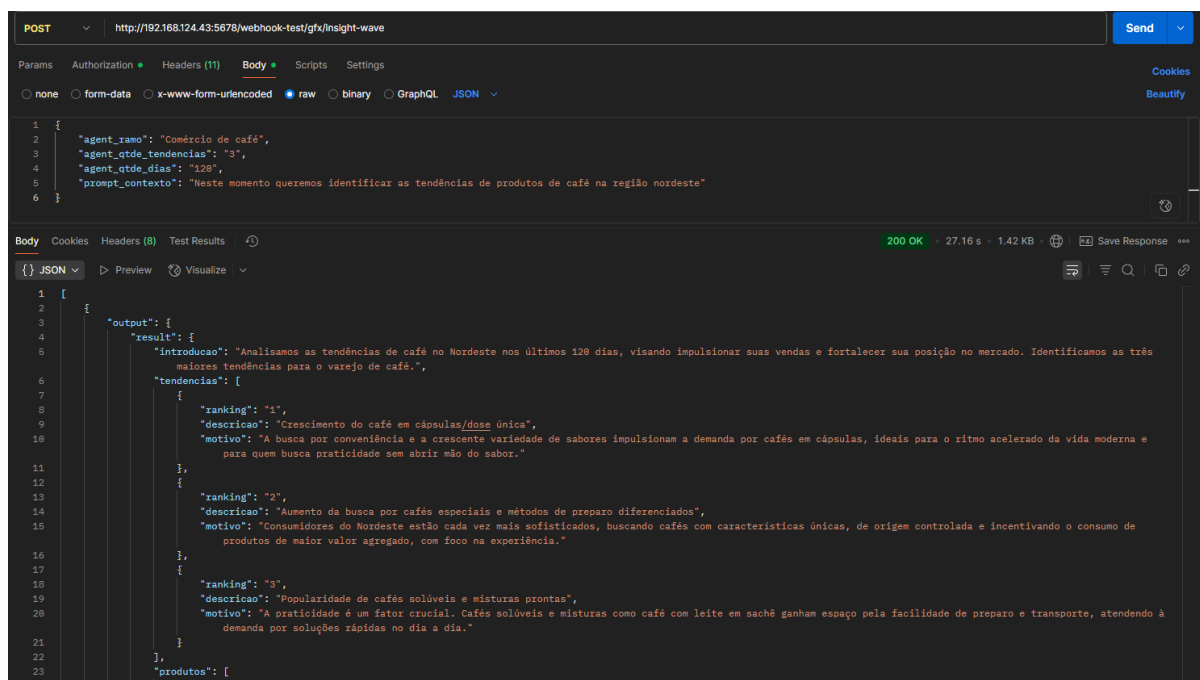 POST http://192.168.124.43:5678/webhook-test/gfx/insight-wave Send
Params Authorization Headers (11) Body Scripts Settings Cookies
none form-data x-www-form-urlencoded raw binary GraphQL JSON Beautify
1 {
2 "agent_ramo": "Comércio de café",
3 "agent_qtde_tendencias": "3",
4 "agent_qtde_dias": "120",
5 "prompt_contexto": "Neste momento queremos identificar as tendências de produtos de café na região nordeste"
6 }
Body Cookies Headers (8) Test Results 200 OK 27.16 s 1.42 KB Save Response
{} JSON Preview Visualize
1 [
2 {
3 "output": {
4 "result": {
5 "introducao": "Analisamos as tendências de café no Nordeste nos últimos 120 dias, visando impulsionar suas vendas e fortalecer sua posição no mercado. Identificamos as três
maiores tendências para o varejo de café.",
6 "tendencias": [
7 {
8 "ranking": "1",
9 "descricao": "Crescimento do café em cápsulas/dose única",
10 "motivo": "A busca por conveniência e a crescente variedade de sabores impulsionam a demanda por cafés em cápsulas, ideais para o ritmo acelerado da vida moderna e
para quem busca praticidade sem abrir mão do sabor."
11 },
12 {
13 "ranking": "2",
14 "descricao": "Aumento da busca por cafés especiais e métodos de preparo diferenciados",
15 "motivo": "Consumidores do Nordeste estão cada vez mais sofisticados, buscando cafés com características únicas, de origem controlada e incentivando o consumo de
produtos de maior valor agregado, com foco na experiência."
16 },
17 {
18 "ranking": "3",
19 "descricao": "Popularidade de cafés solúveis e misturas prontas",
20 "motivo": "A praticidade é um fator crucial. Cafés solúveis e misturas como café com leite em sachê ganham espaço pela facilidade de preparo e transporte, atendendo à
demanda por soluções rápidas no dia a dia."
21 }
22 ],
23 "produtos": [